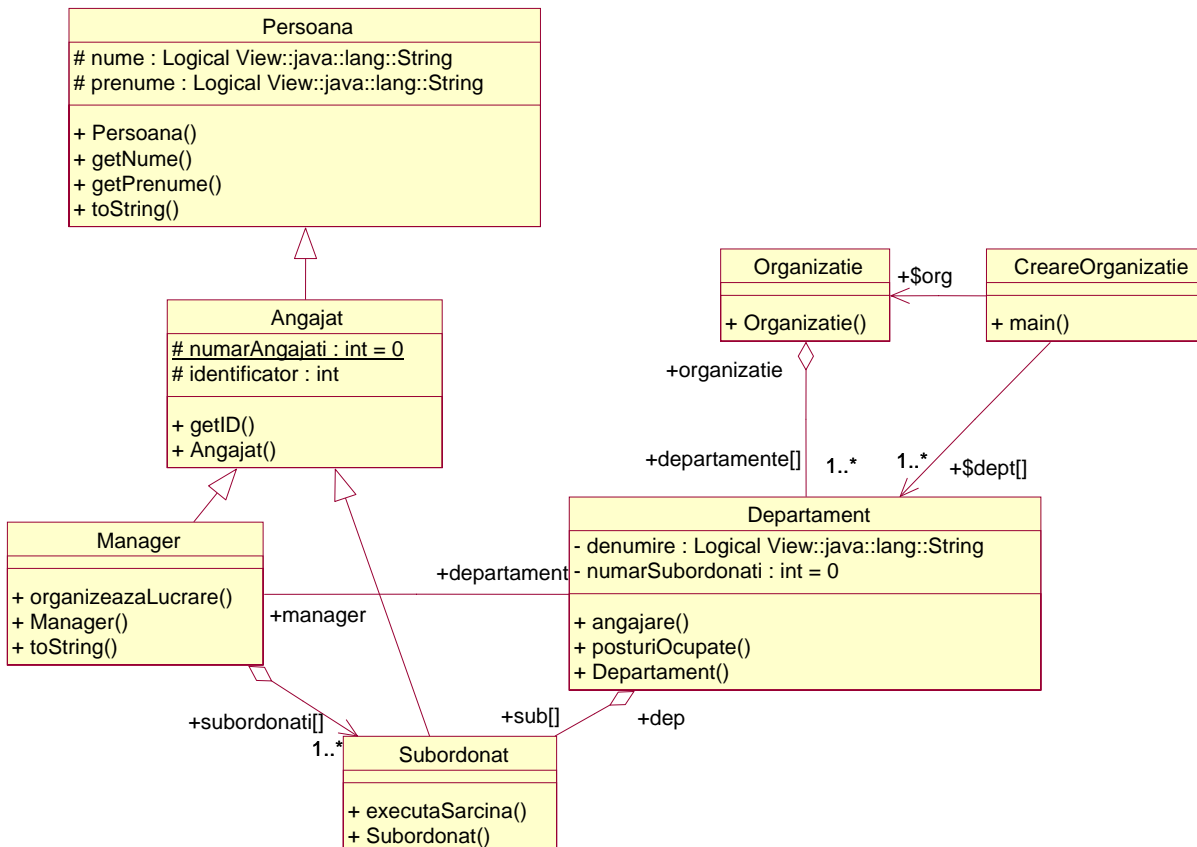 Persoana
# nume : Logical View::java::lang::String
# prenume : Logical View::java::lang::String
+ Persoana()
+ getNume()
+ getPrenume()
+ toString()
Organizatie
+ Organizatie()
+$org
CreareOrganizatie
+ main()
Angajat
# numarAngajati : int = 0
# identificator : int
+ getID()
+ Angajat()
+organizatie
+departamente[]
1..*
1..*
+$dept[]
Manager
+ organizeazaLucrare()
+ Manager()
+ toString()
+departament
+manager
Departament
- denumire : Logical View::java::lang::String
- numarSubordonati : int = 0
+ angajare()
+ posturiOcupate()
+ Departament()
+subordonati[]
1..*
+sub[]
+dep
Subordonat
+ executaSarcina()
+ Subordonat()